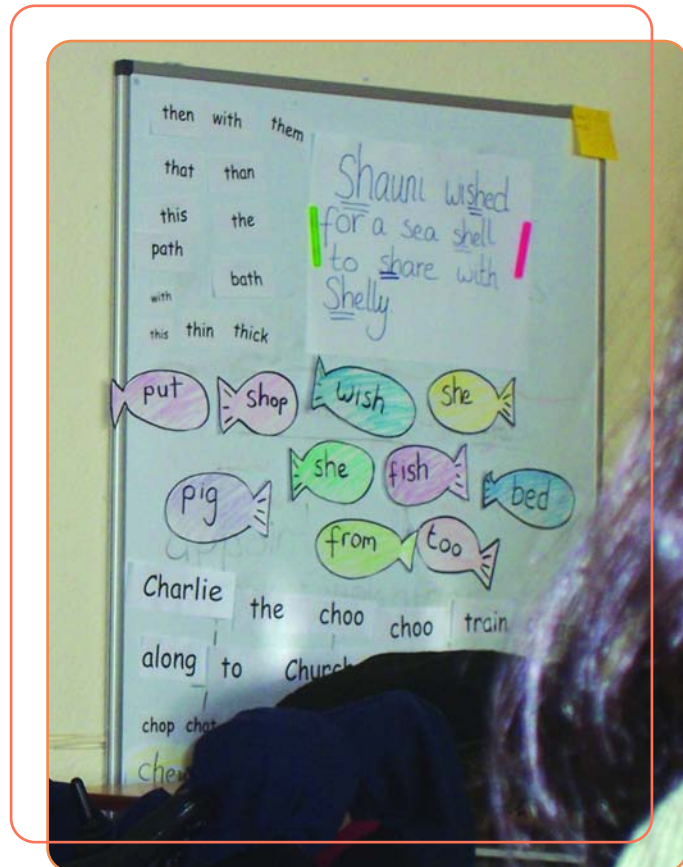 then with them
that than
this the
path
bath
with
this thin thick
Shauni wished
for a sea shell
to share with
Shelly.
put shop wish she
she fish
pig bed
from too
Charlie the choo choo train
along to Church
chop chat